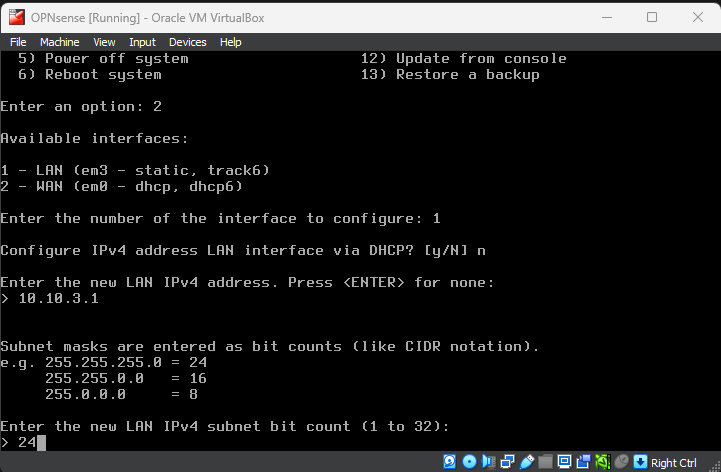 OPNsense [Running] - Oracle VM VirtualBox
File Machine View Input Devices Help
5) Power off system 12) Update from console
6) Reboot system 13) Restore a backup
Enter an option: 2
Available interfaces:
1 - LAN (em3 - static, track6)
2 - WAN (em0 - dhcp, dhcp6)
Enter the number of the interface to configure: 1
Configure IPv4 address LAN interface via DHCP? [y/N] n
Enter the new LAN IPv4 address. Press <ENTER> for none:
> 10.10.3.1
Subnet masks are entered as bit counts (like CIDR notation).
e.g. 255.255.255.0 = 24
255.255.0.0 = 16
255.0.0.0 = 8
Enter the new LAN IPv4 subnet bit count (1 to 32):
> 24
Right Ctrl